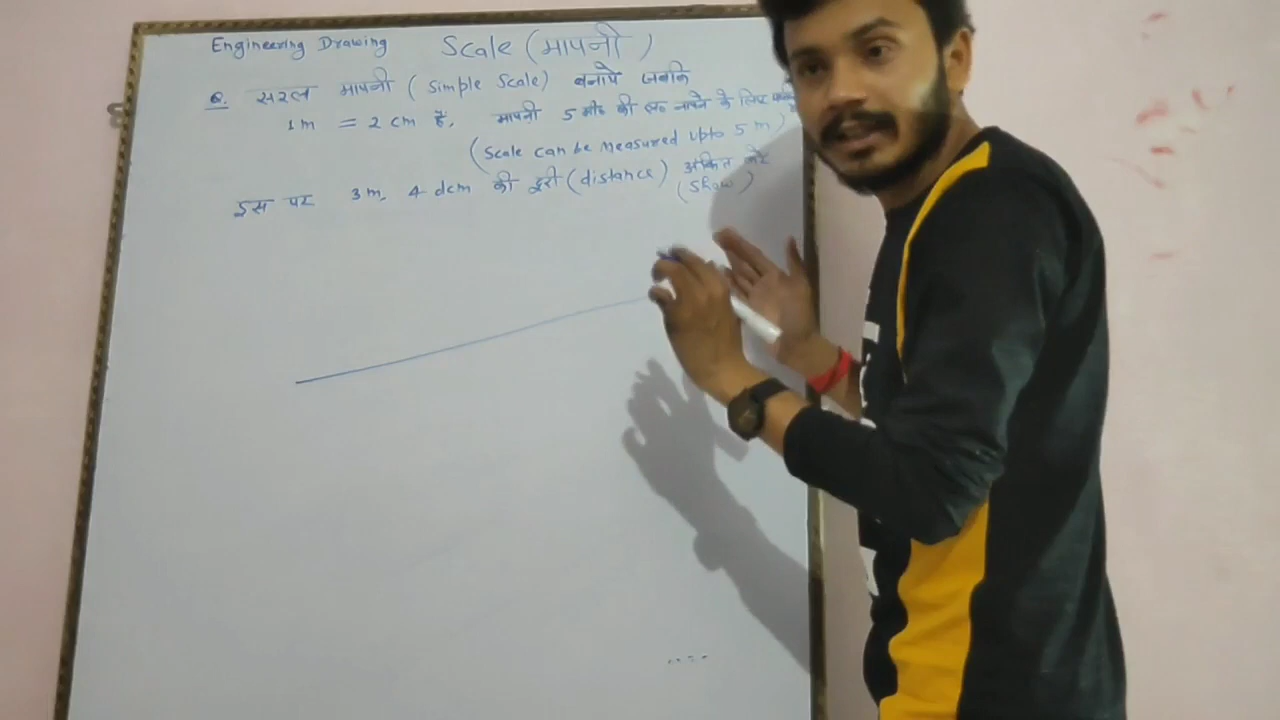 Engineering Drawing Scale (मापनी)
Q. सरल मापनी (Simple Scale) बनाये जबकि
1m = 2 cm है, मापनी 5 मी० की नापने के लिए
(Scale can be measured upto 5 m)
इस पर 3m, 4 dcm की दूरी (distance) अंकित करे
(Show)